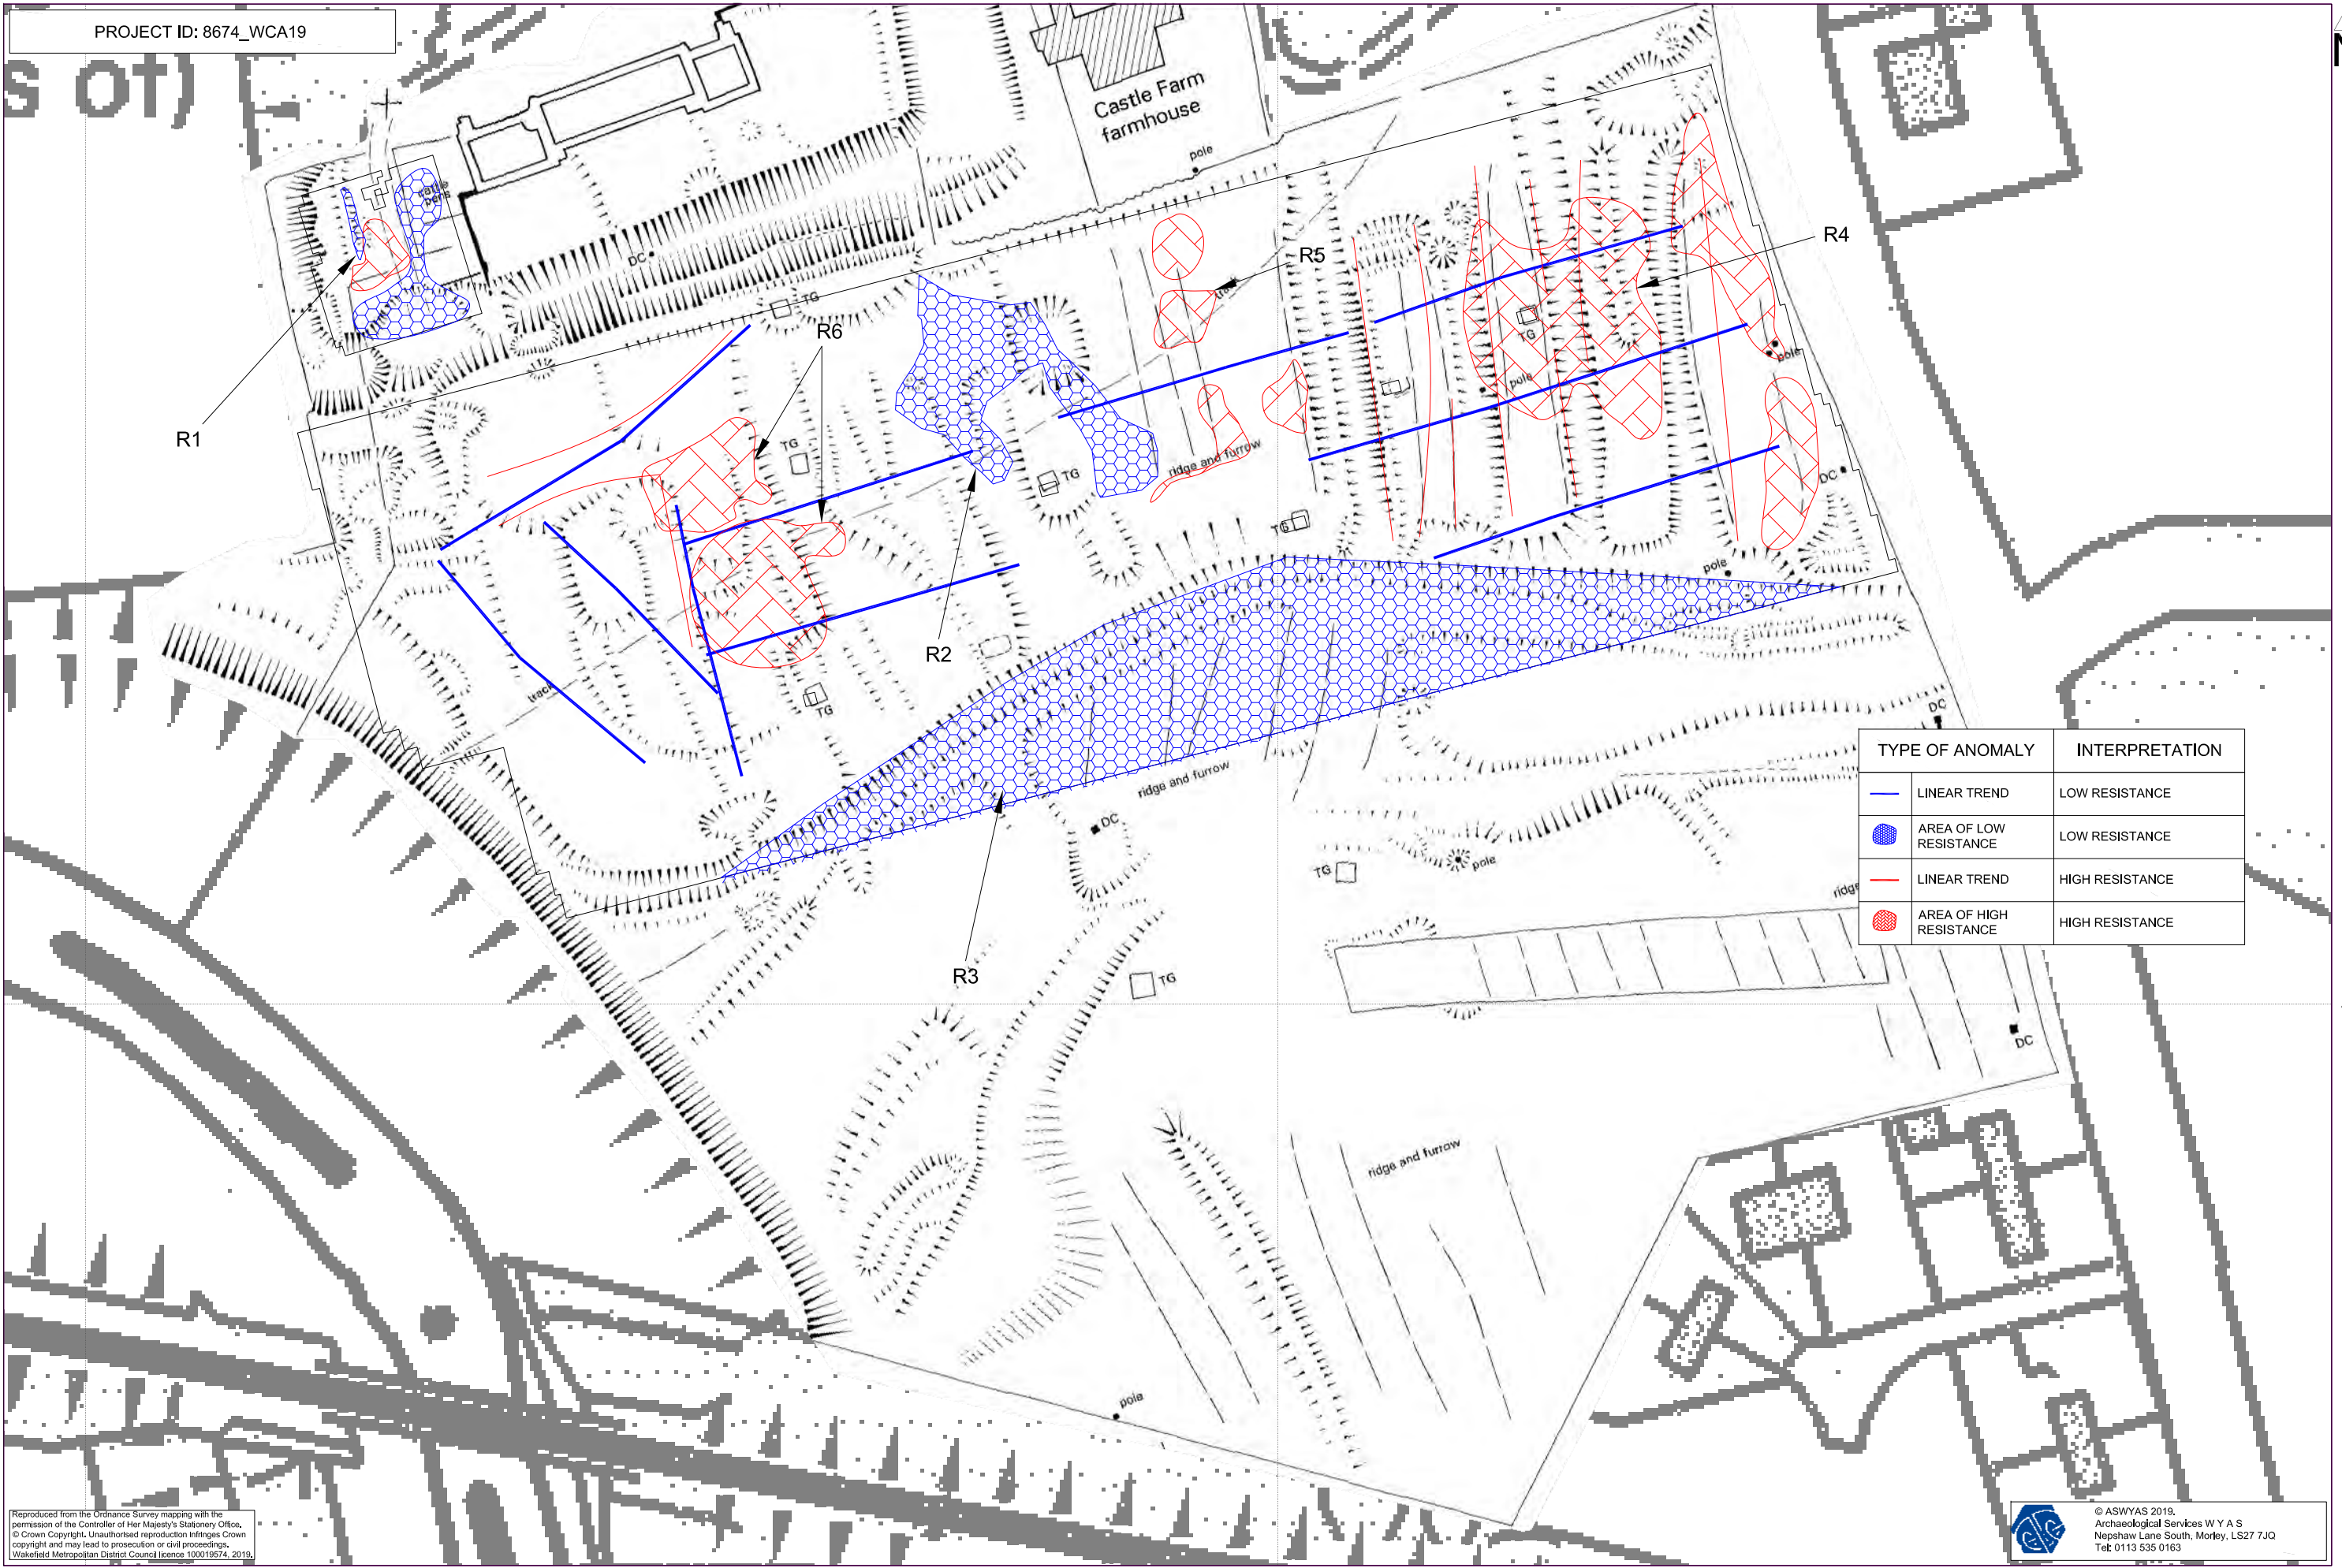 PROJECT ID: 8674_WCA19
s of)
Castle Farm
farmhouse
pole
cattle
pens
DC
TG
R1
R6
R5
R4
track
TG
pole
pole
TG
TG
ridge and furrow
DC
TG
pole
R2
track
TG
DC
ridge and furrow
DC
TG
pole
ridge
R3
TG
DC
ridge and furrow
pole
TYPE OF ANOMALY INTERPRETATION
LINEAR TREND LOW RESISTANCE
AREA OF LOW
RESISTANCE LOW RESISTANCE
LINEAR TREND HIGH RESISTANCE
AREA OF HIGH
RESISTANCE HIGH RESISTANCE
Reproduced from the Ordnance Survey mapping with the
permission of the Controller of Her Majesty's Stationery Office.
© Crown Copyright. Unauthorised reproduction infringes Crown
copyright and may lead to prosecution or civil proceedings.
Wakefield Metropolitan District Council licence 100019574, 2019.
© ASWYAS 2019.
Archaeological Services W Y A S
Nepshaw Lane South, Morley, LS27 7JQ
Tel: 0113 535 0163